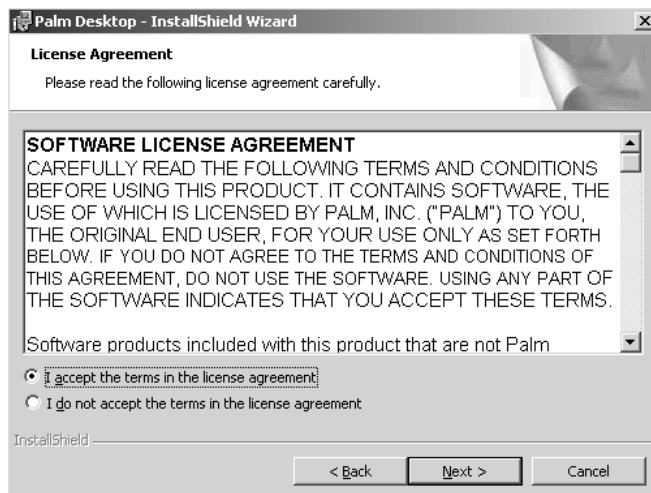 Palm Desktop - InstallShield Wizard
License Agreement
Please read the following license agreement carefully.
SOFTWARE LICENSE AGREEMENT
CAREFULLY READ THE FOLLOWING TERMS AND CONDITIONS
BEFORE USING THIS PRODUCT. IT CONTAINS SOFTWARE, THE
USE OF WHICH IS LICENSED BY PALM, INC. ("PALM") TO YOU,
THE ORIGINAL END USER, FOR YOUR USE ONLY AS SET FORTH
BELOW. IF YOU DO NOT AGREE TO THE TERMS AND CONDITIONS OF
THIS AGREEMENT, DO NOT USE THE SOFTWARE. USING ANY PART OF
THE SOFTWARE INDICATES THAT YOU ACCEPT THESE TERMS.
Software products included with this product that are not Palm
I accept the terms in the license agreement
I do not accept the terms in the license agreement
InstallShield
< Back Next > Cancel